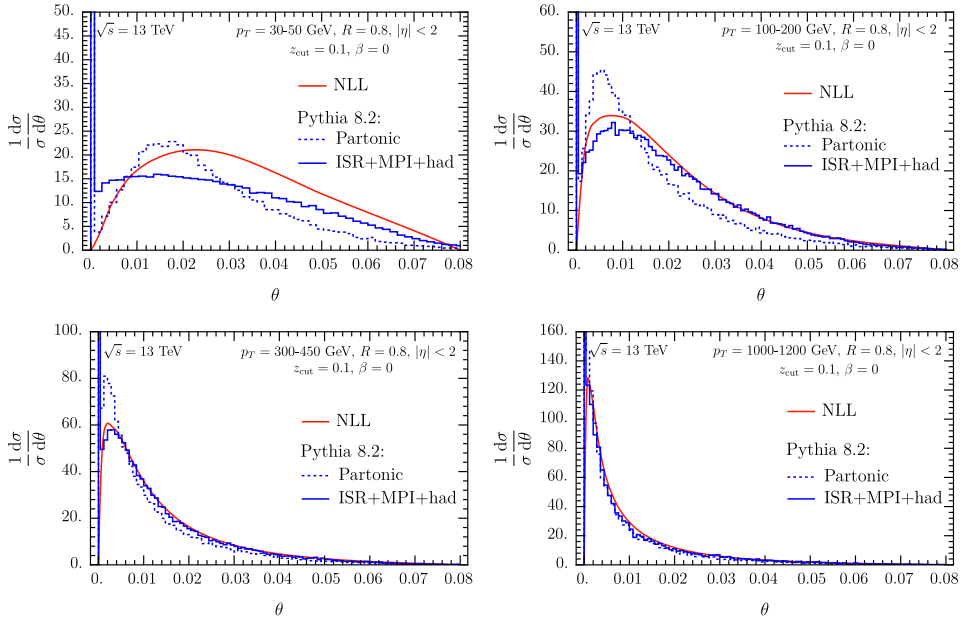 50.
45.
40.
35.
30.
25.
20.
15.
10.
5.
0.
√s = 13 TeV
p_T = 30-50 GeV, R = 0.8, |η| < 2
z_cut = 0.1, β = 0
NLL
Pythia 8.2:
Partonic
ISR+MPI+had
1/σ dσ/dθ
0. 0.01 0.02 0.03 0.04 0.05 0.06 0.07 0.08
θ
60.
50.
40.
30.
20.
10.
0.
√s = 13 TeV
p_T = 100-200 GeV, R = 0.8, |η| < 2
z_cut = 0.1, β = 0
NLL
Pythia 8.2:
Partonic
ISR+MPI+had
1/σ dσ/dθ
0. 0.01 0.02 0.03 0.04 0.05 0.06 0.07 0.08
θ
100.
80.
60.
40.
20.
0.
√s = 13 TeV
p_T = 300-450 GeV, R = 0.8, |η| < 2
z_cut = 0.1, β = 0
NLL
Pythia 8.2:
Partonic
ISR+MPI+had
1/σ dσ/dθ
0. 0.01 0.02 0.03 0.04 0.05 0.06 0.07 0.08
θ
160.
140.
120.
100.
80.
60.
40.
20.
0.
√s = 13 TeV
p_T = 1000-1200 GeV, R = 0.8, |η| < 2
z_cut = 0.1, β = 0
NLL
Pythia 8.2:
Partonic
ISR+MPI+had
1/σ dσ/dθ
0. 0.01 0.02 0.03 0.04 0.05 0.06 0.07 0.08
θ